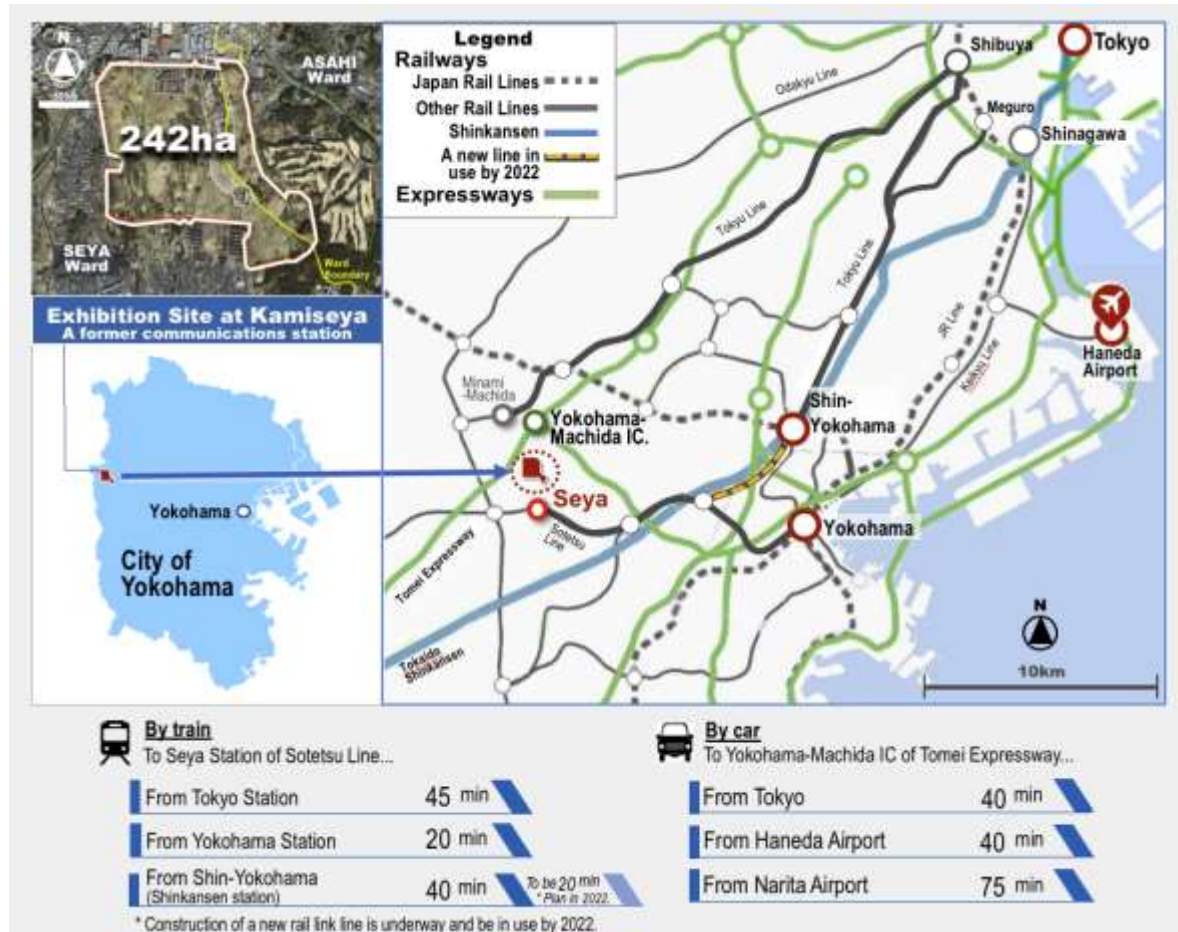 N
ASAHI
Ward
242ha
SEYA
Ward
Ward
Boundary
Exhibition Site at Kamiseya
A former communications station
Yokohama
City of
Yokohama
Legend
Railways
Japan Rail Lines
Other Rail Lines
Shinkansen
A new line in
use by 2022
Expressways
Odakyu Line
Shibuya
Tokyo
Meguro
Shinagawa
Tokyu Line
Tokyu Line
JR Line
Keikyu Line
Haneda
Airport
Minami
-Machida
Yokohama-
Machida IC.
Shin-
Yokohama
Seya
Sotetsu
Line
Yokohama
Tomei Expressway
Tokaido
Shinkansen
N
10km
By train
To Seya Station of Sotetsu Line...
From Tokyo Station 45 min
From Yokohama Station 20 min
From Shin-Yokohama 40 min To be 20 min
(Shinkansen station) * Plan in 2022.
* Construction of a new rail link line is underway and be in use by 2022.
By car
To Yokohama-Machida IC of Tomei Expressway...
From Tokyo 40 min
From Haneda Airport 40 min
From Narita Airport 75 min